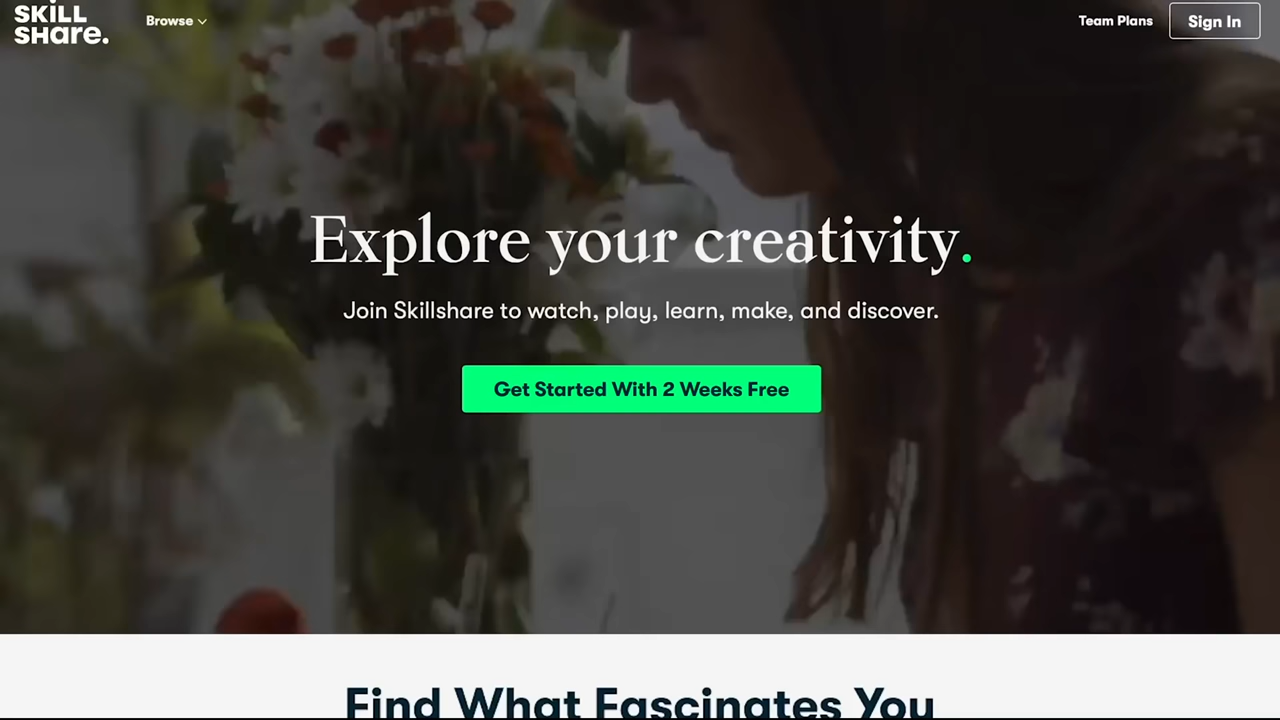 SKiLL
SHare.
Browse
Team Plans
Sign In
Explore your creativity.
Join Skillshare to watch, play, learn, make, and discover.
Get Started With 2 Weeks Free
Find What Fascinates You